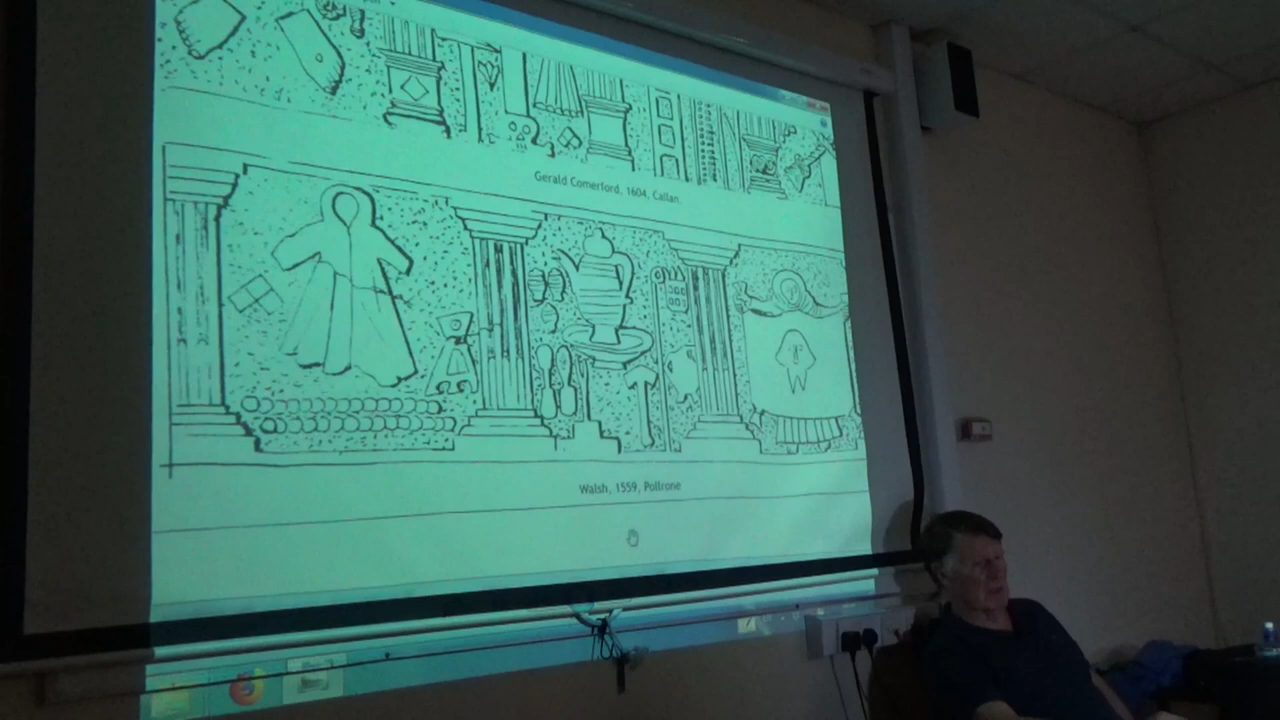 Gerald Comerford, 1604, Callan.
Walsh, 1559, Pollrone